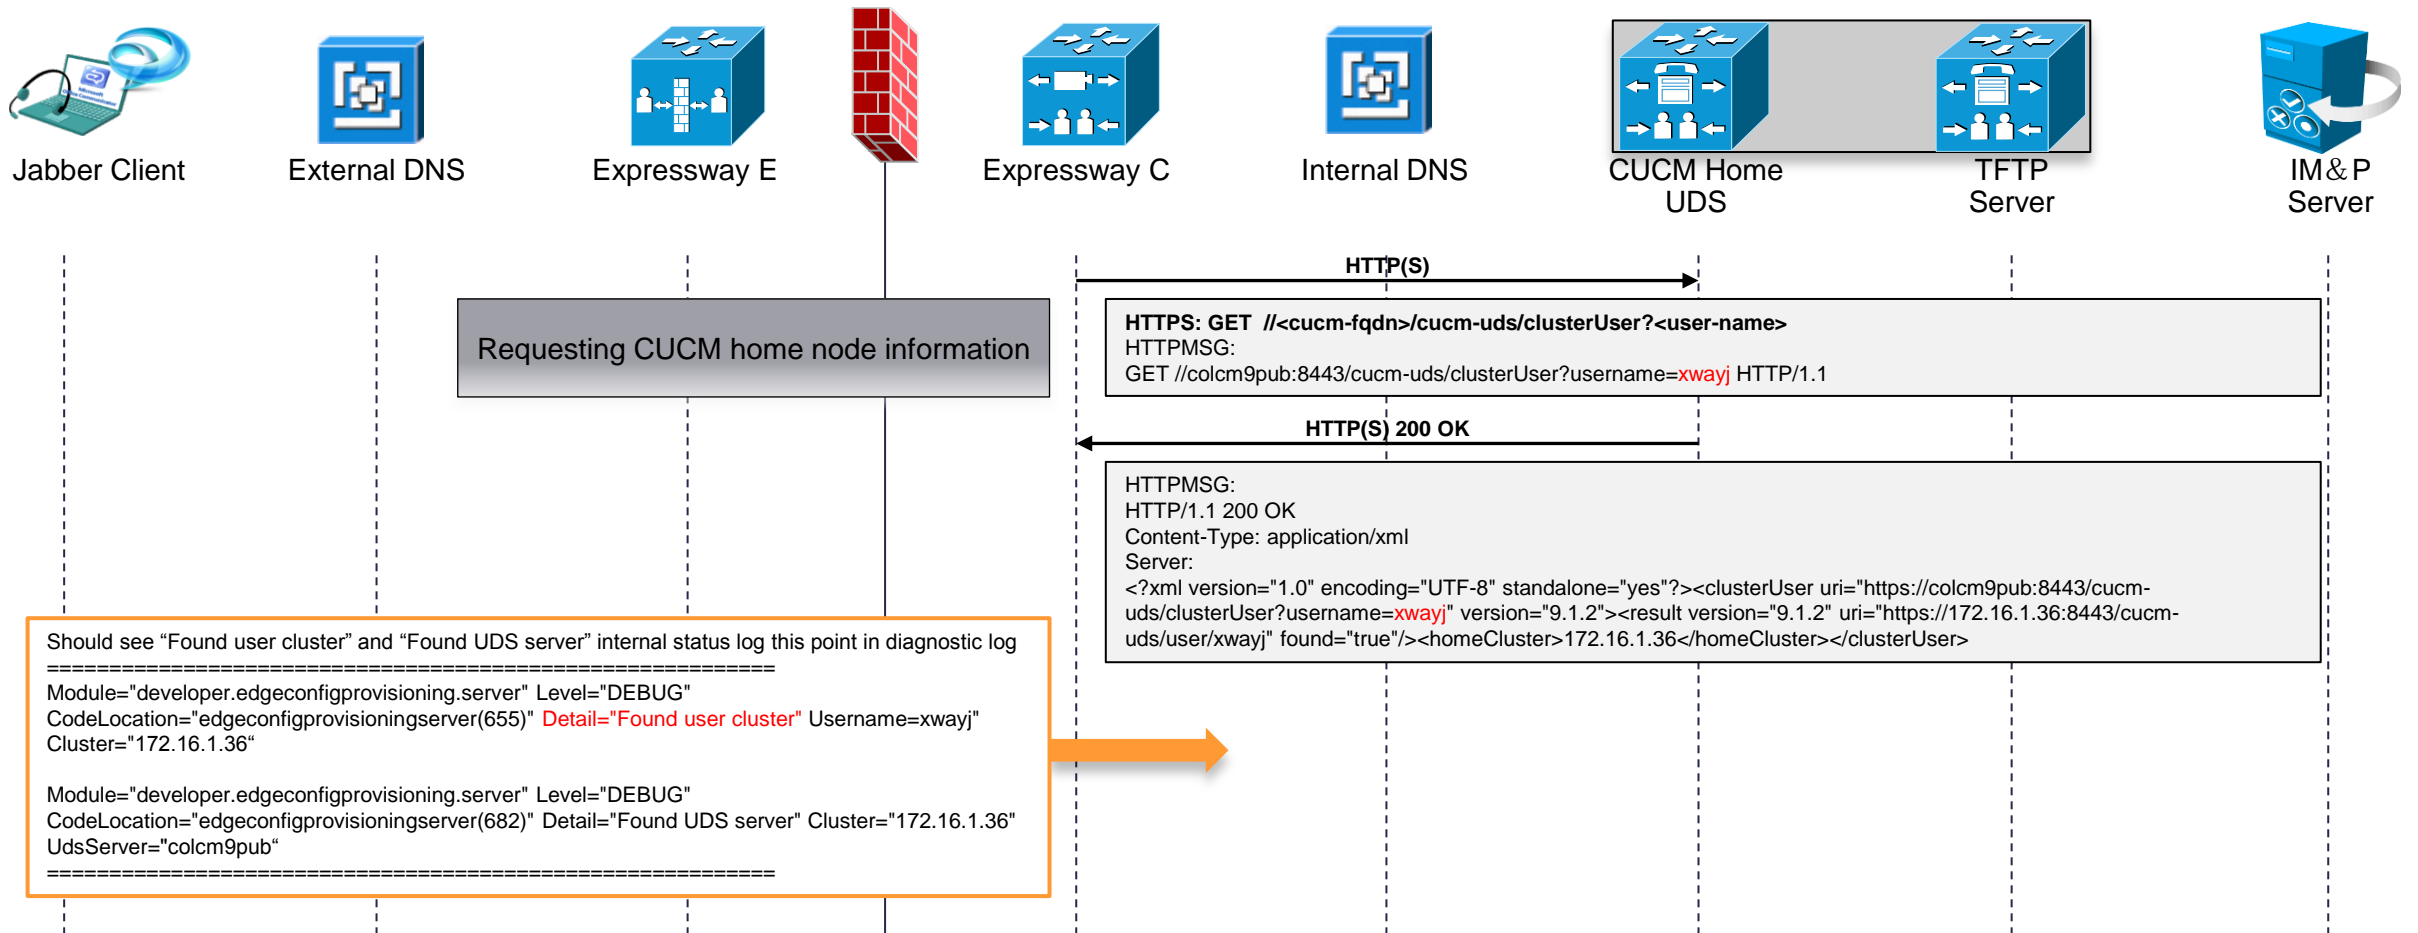 Jabber Client
External DNS
Expressway E
Expressway C
Internal DNS
CUCM Home
UDS
TFTP
Server
IM&P
Server
HTTP(S)
Requesting CUCM home node information
HTTPS: GET  //<cucm-fqdn>/cucm-uds/clusterUser?<user-name>
HTTPMSG:
GET //colcm9pub:8443/cucm-uds/clusterUser?username=xwayj HTTP/1.1
HTTP(S) 200 OK
HTTPMSG:
HTTP/1.1 200 OK
Content-Type: application/xml
Server:
<?xml version="1.0" encoding="UTF-8" standalone="yes"?><clusterUser uri="https://colcm9pub:8443/cucm-
uds/clusterUser?username=xwayj" version="9.1.2"><result version="9.1.2" uri="https://172.16.1.36:8443/cucm-
uds/user/xwayj" found="true"/><homeCluster>172.16.1.36</homeCluster></clusterUser>
Should see “Found user cluster” and “Found UDS server” internal status log this point in diagnostic log
==========================================================
Module="developer.edgeconfigprovisioning.server" Level="DEBUG"
CodeLocation="edgeconfigprovisioningserver(655)" Detail="Found user cluster" Username=xwayj"
Cluster="172.16.1.36“
Module="developer.edgeconfigprovisioning.server" Level="DEBUG"
CodeLocation="edgeconfigprovisioningserver(682)" Detail="Found UDS server" Cluster="172.16.1.36"
UdsServer="colcm9pub“
==========================================================